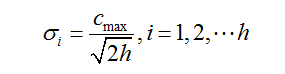 σ_i = c_max / √(2h), i = 1, 2, ⋯ h